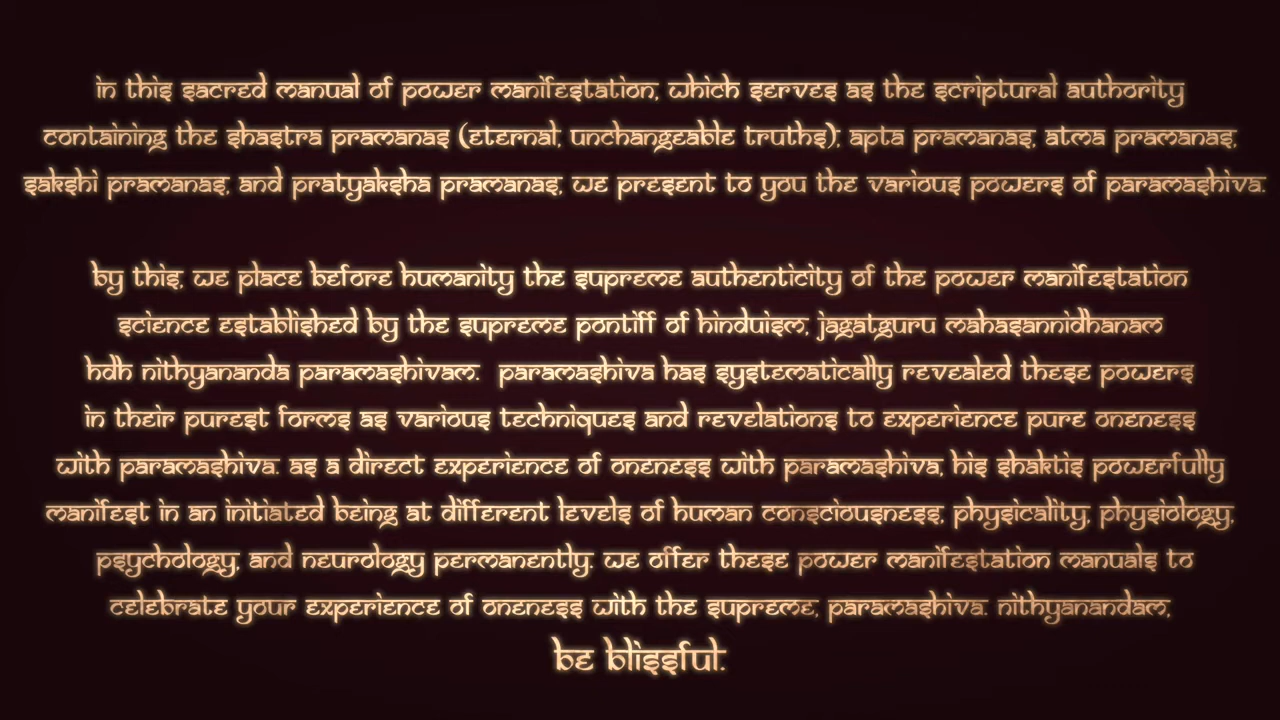 in this sacred manual of power manifestation, which serves as the scriptural authority
containing the shastra pramanas (eternal, unchangeable truths); apta pramanas, atma pramanas,
sakshi pramanas, and pratyaksha pramanas, we present to you the various powers of paramashiva.
by this, we place before humanity the supreme authenticity of the power manifestation
science established by the supreme pontiff of hinduism, jagatguru mahasannidhanam
hdh nithyananda paramashivam. paramashiva has systematically revealed these powers
in their purest forms as various techniques and revelations to experience pure oneness
with paramashiva. as a direct experience of oneness with paramashiva, his shaktis powerfully
manifest in an initiated being at different levels of human consciousness, physicality, physiology,
psychology, and neurology permanently. we offer these power manifestation manuals to
celebrate your experience of oneness with the supreme, paramashiva. nithyanandam,
be blissful.